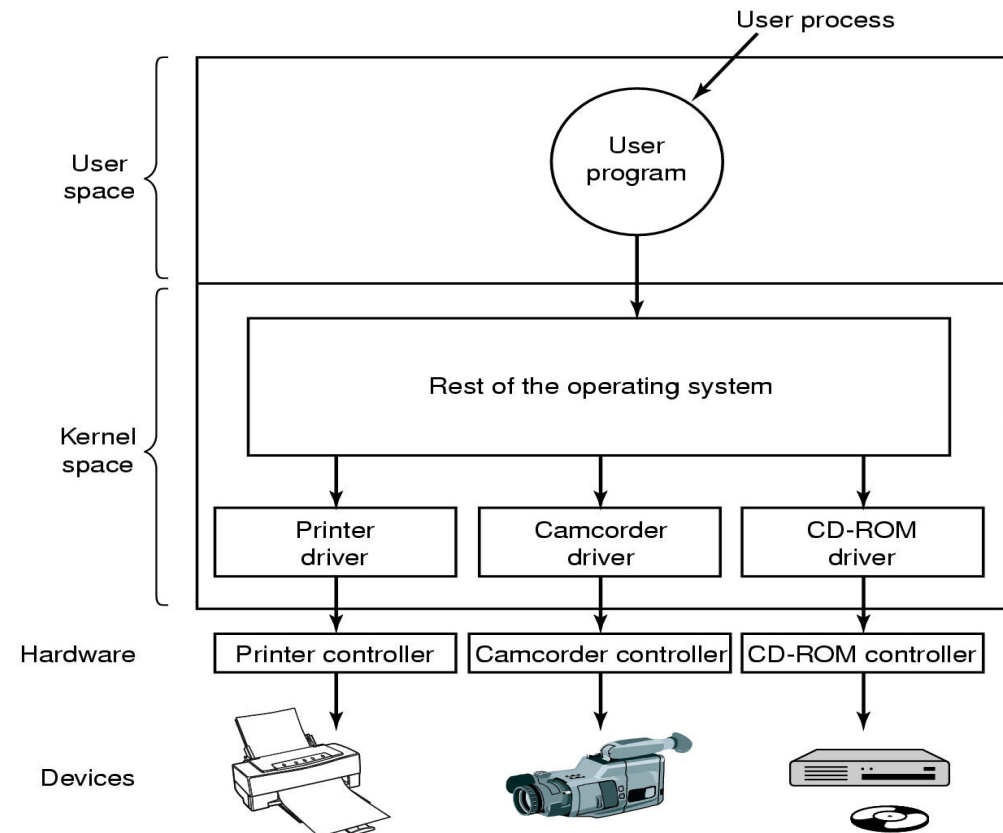 User process
User
space
User
program
Kernel
space
Rest of the operating system
Printer
driver
Camcorder
driver
CD-ROM
driver
Hardware
Printer controller
Camcorder controller
CD-ROM controller
Devices